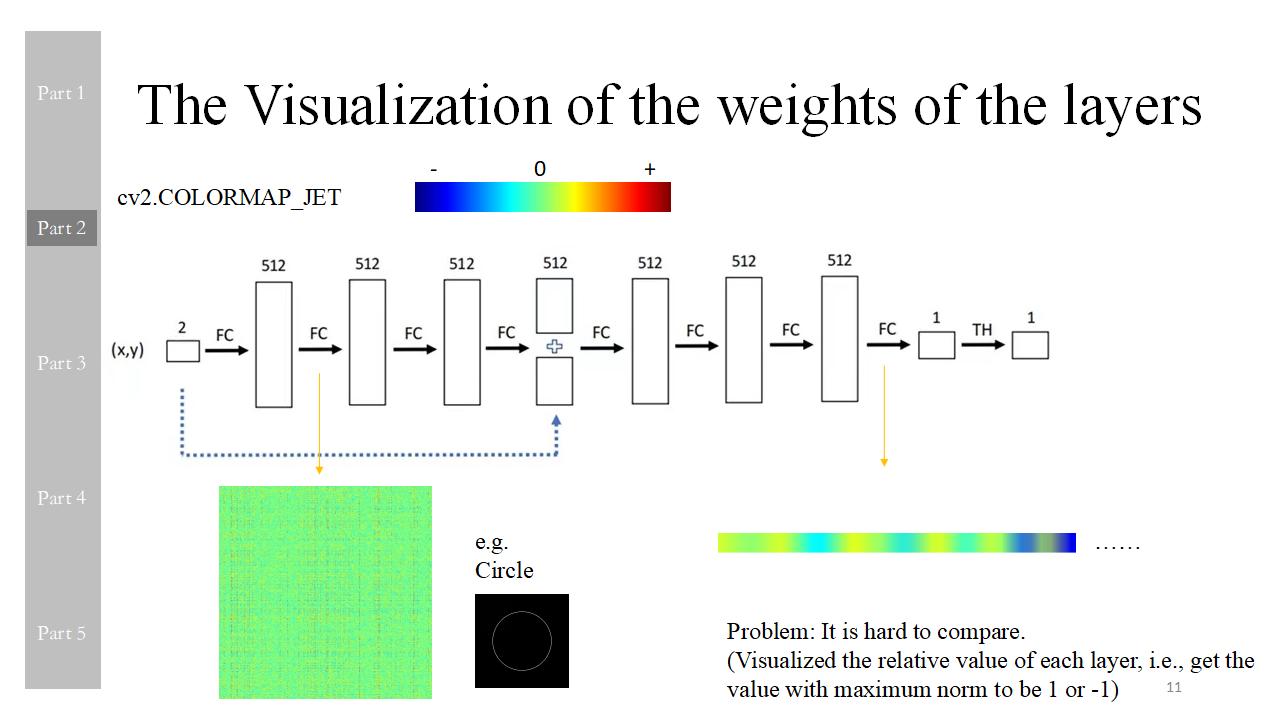 Part 1
Part 2
Part 3
Part 4
Part 5
The Visualization of the weights of the layers
cv2.COLORMAP_JET
- 0 +
512 512 512 512 512 512 512
(x,y) 2 FC FC FC FC FC FC FC FC 1 TH 1
e.g.
Circle
......
Problem: It is hard to compare.
(Visualized the relative value of each layer, i.e., get the
value with maximum norm to be 1 or -1)
11